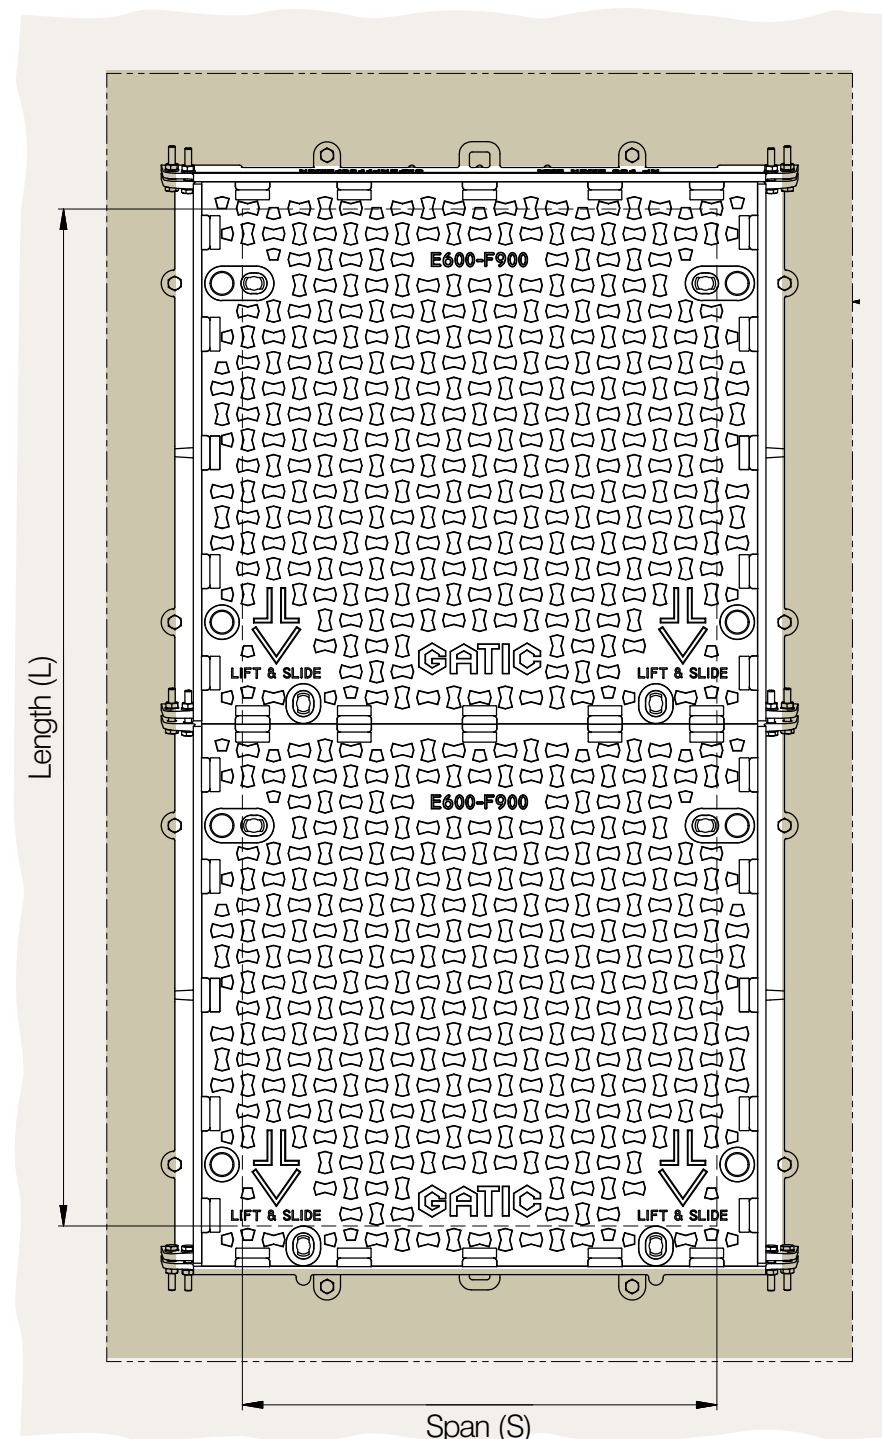 E600-F900
GATIC
LIFT & SLIDE
LIFT & SLIDE
Length (L)
E600-F900
GATIC
LIFT & SLIDE
LIFT & SLIDE
Span (S)